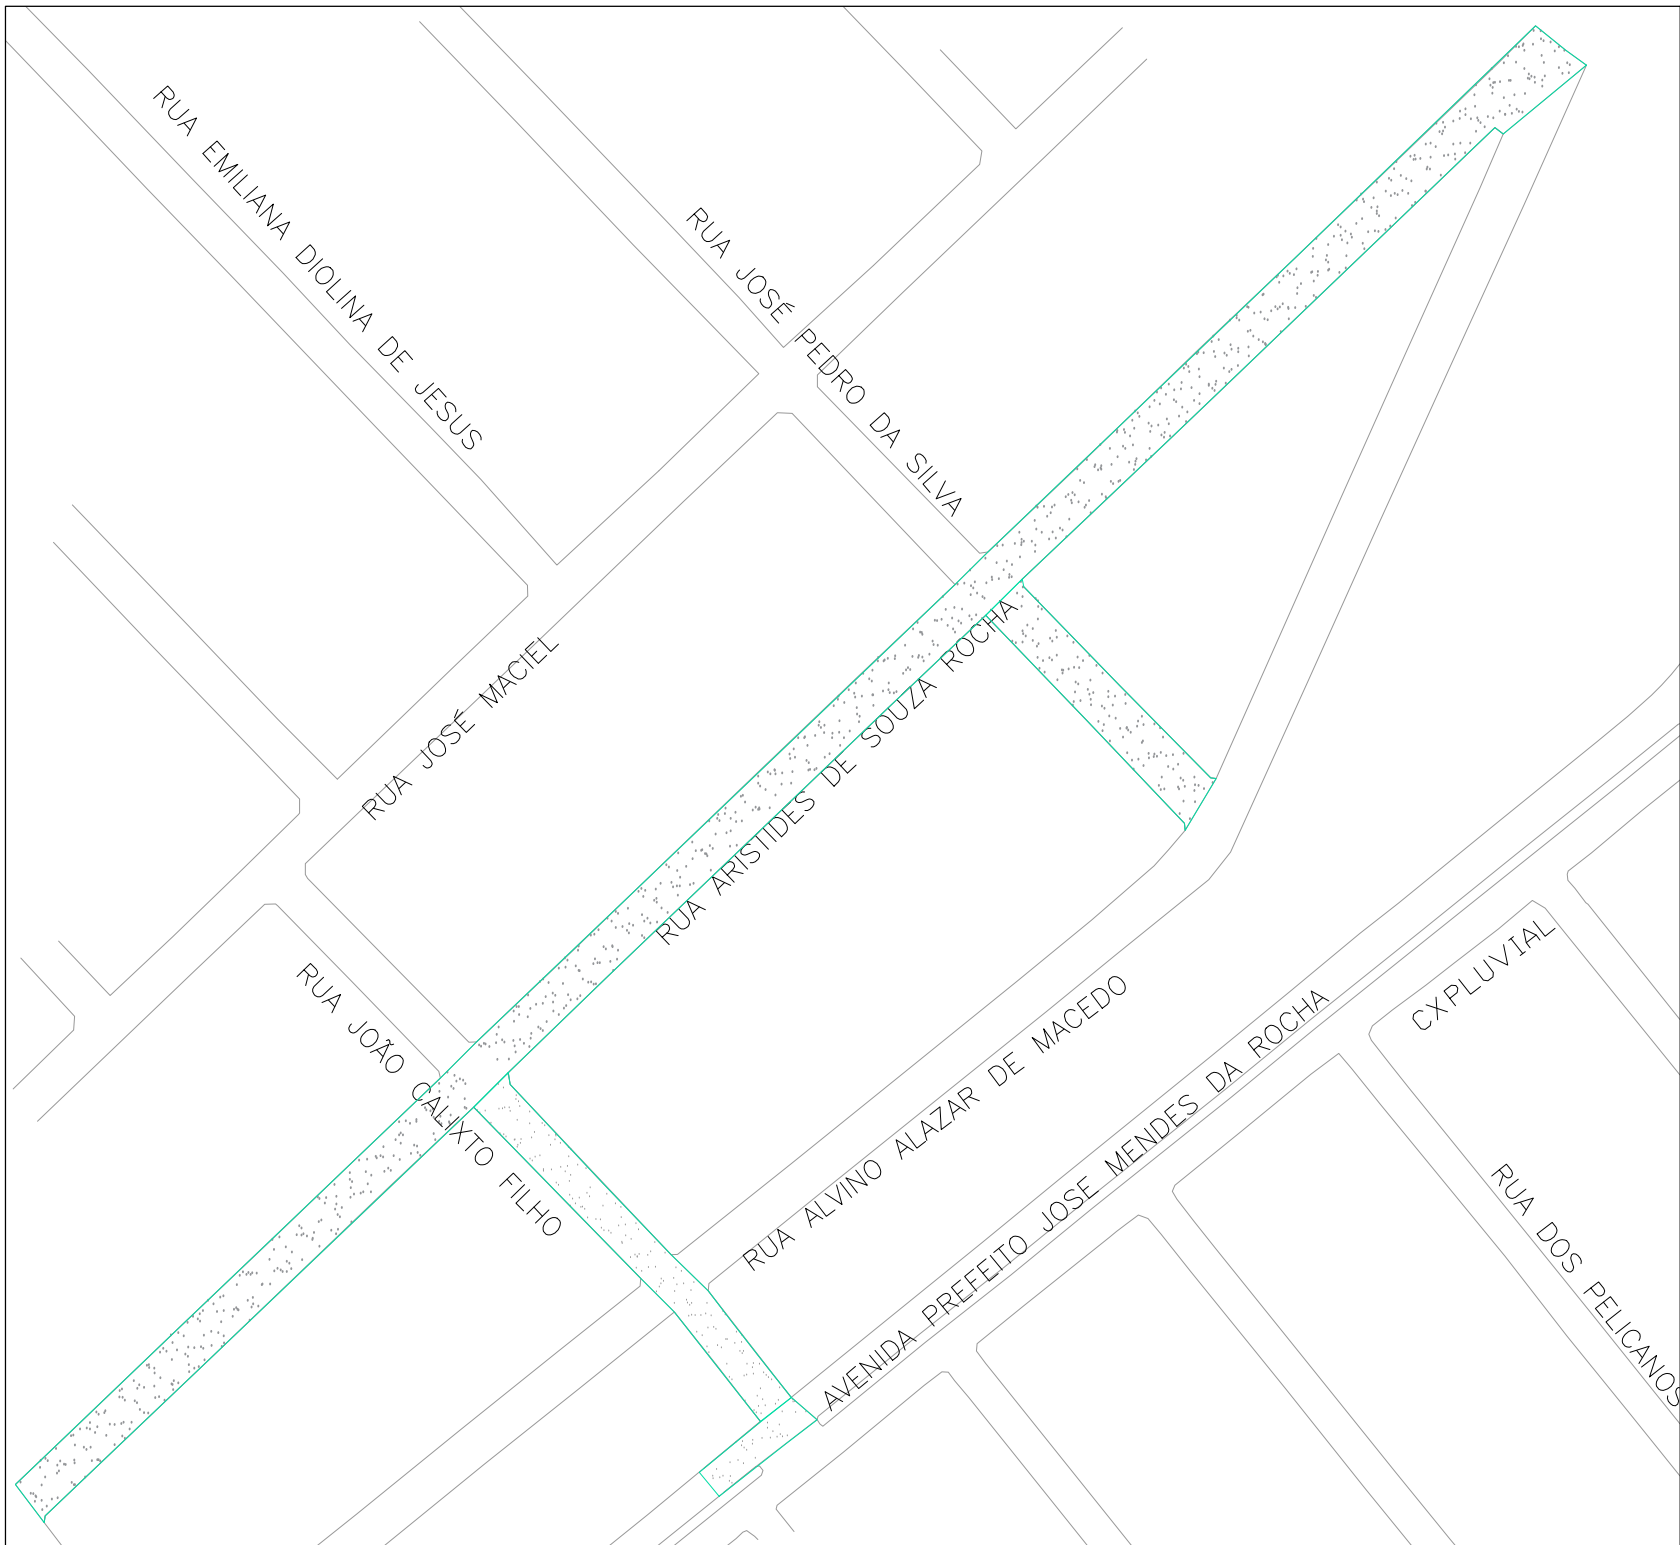 RUA EMILIANA DIOLINA DE JESUS
RUA JOSÉ PEDRO DA SILVA
RUA JOSÉ MACIEL
RUA ARISTIDES DE SOUZA ROCHA
RUA JOÃO CALIXTO FILHO
RUA ALVINO ALAZAR DE MACEDO
AVENIDA PREFEITO JOSE MENDES DA ROCHA
CXPLUVIAL
RUA DOS PELICANOS